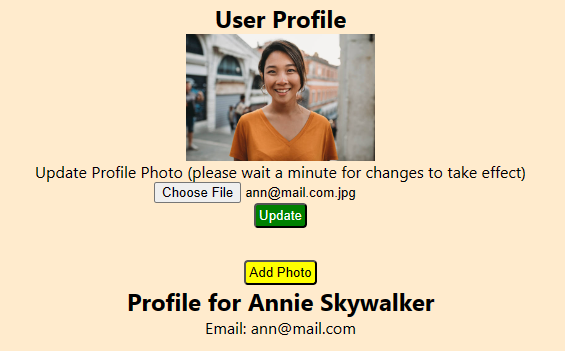 User Profile
Update Profile Photo (please wait a minute for changes to take effect)
Choose File ann@mail.com.jpg
Update
Add Photo
Profile for Annie Skywalker
Email: ann@mail.com